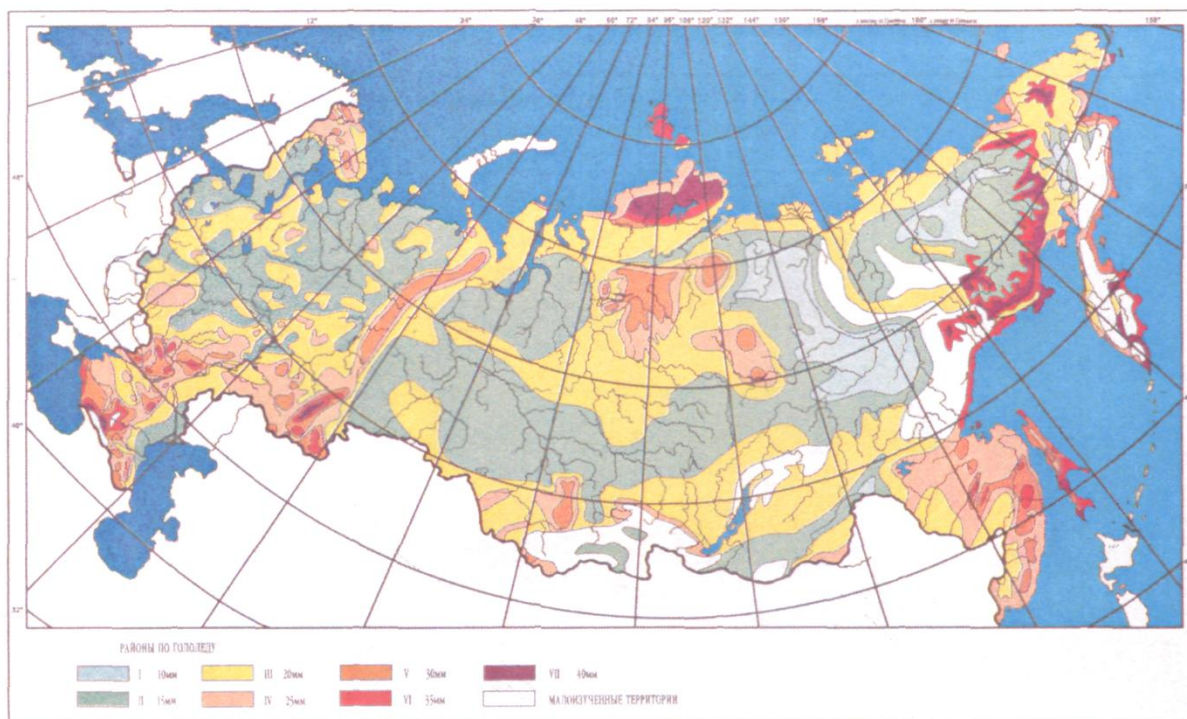 12° 24° 36° 48° 60° 72° 84° 96° 108° 120° 132° 144° 156° 168° 180° 168°
РАЙОНЫ ПО ГОЛОЛЕДУ
I 10мм III 20мм V 30мм VII 40мм
II 15мм IV 25мм VI 35мм МАЛОИЗУЧЕННЫЕ ТЕРРИТОРИИ